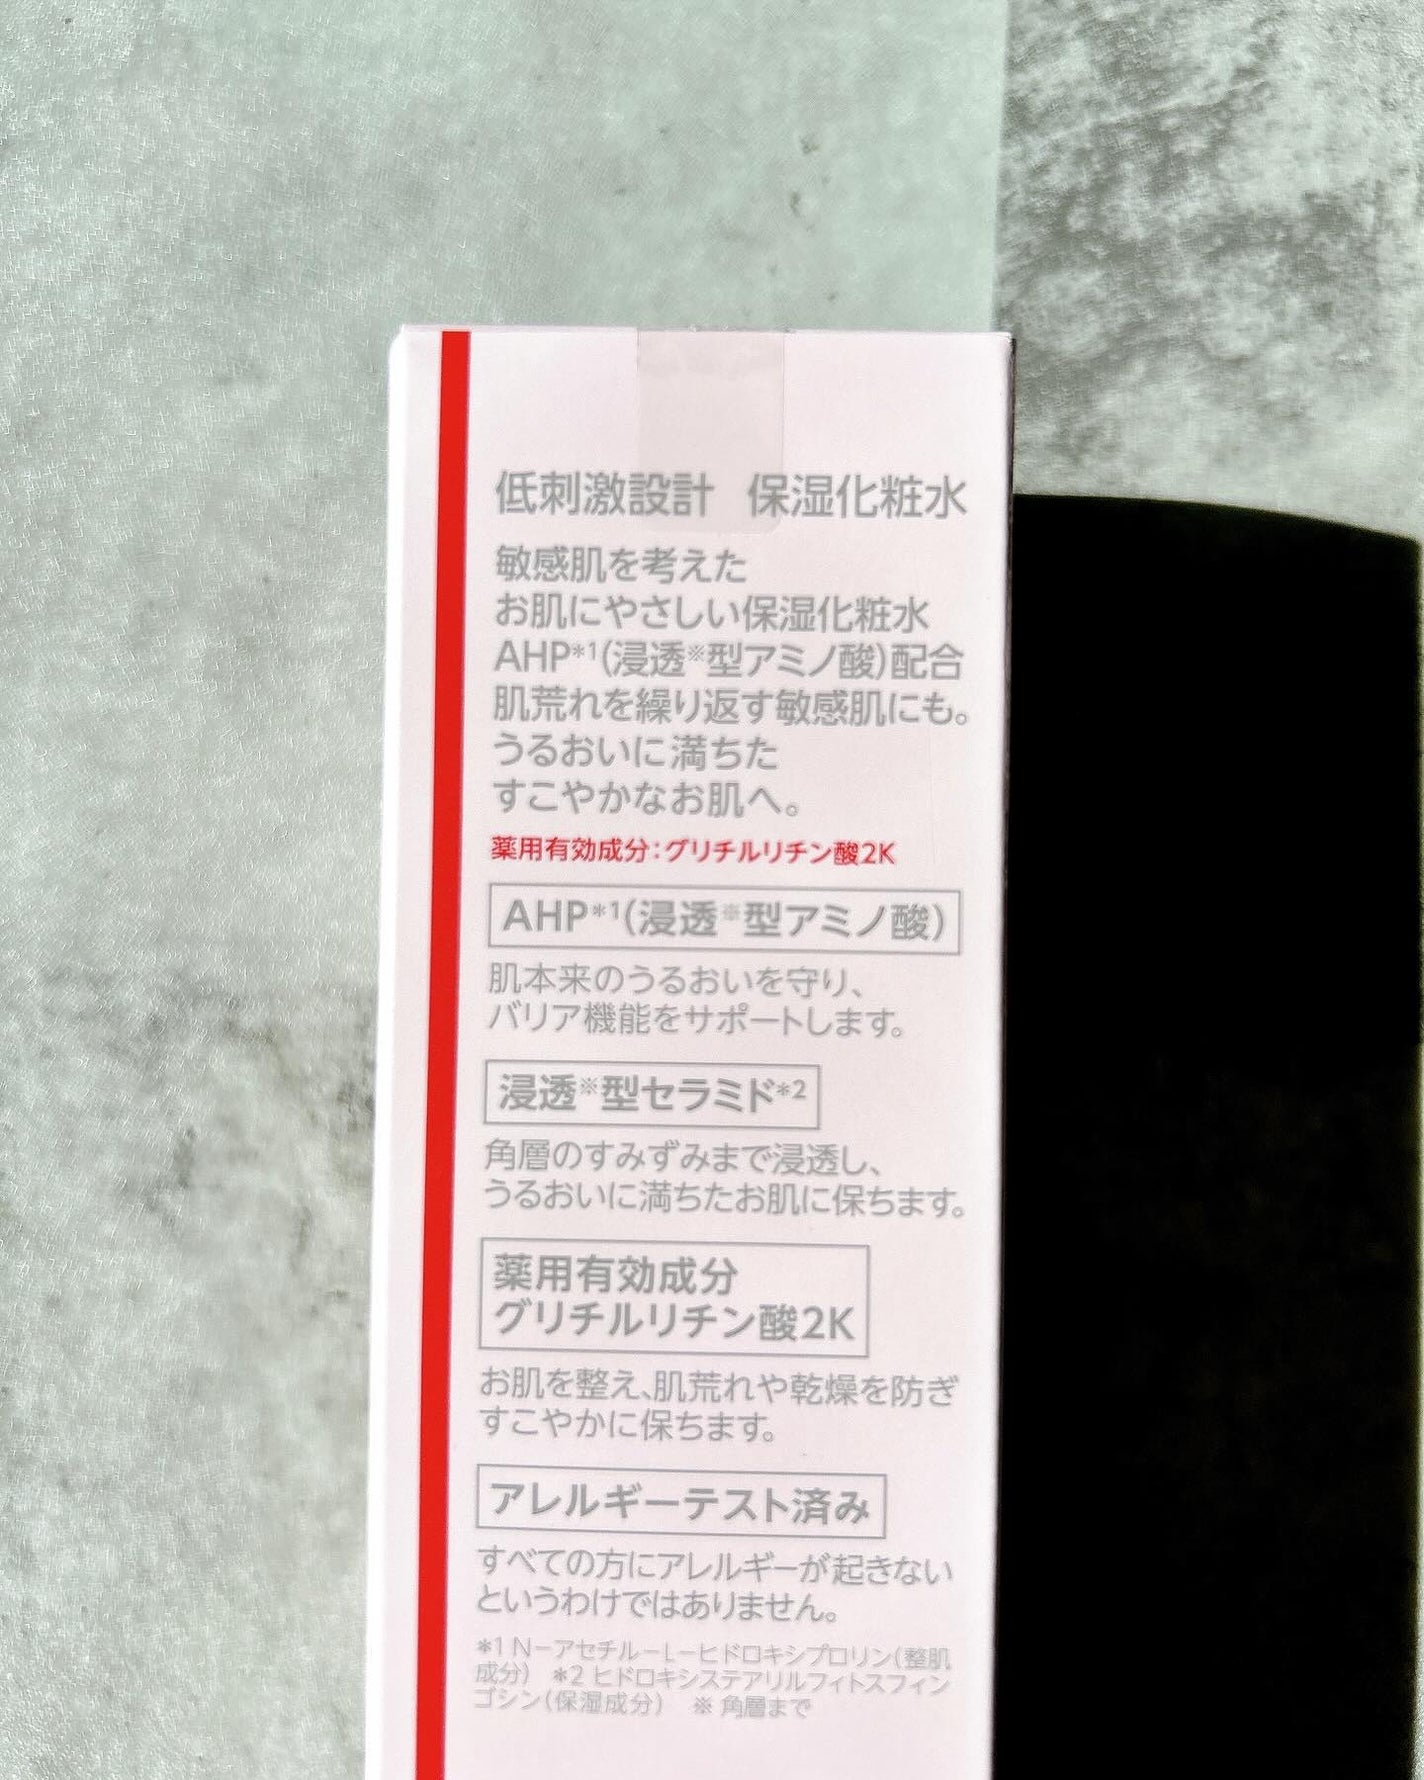 低刺激設計 保湿化粧水
敏感肌を考えた
お肌にやさしい保湿化粧水
AHP*1(浸透※型アミノ酸)配合
肌荒れを繰り返す敏感肌にも。
うるおいに満ちた
すこやかなお肌へ。
薬用有効成分:グリチルリチン酸2K
AHP*1(浸透※型アミノ酸)
肌本来のうるおいを守り、
バリア機能をサポートします。
浸透※型セラミド*2
角層のすみずみまで浸透し、
うるおいに満ちたお肌に保ちます。
薬用有効成分
グリチルリチン酸2K
お肌を整え、肌荒れや乾燥を防ぎ
すこやかに保ちます。
アレルギーテスト済み
すべての方にアレルギーが起きない
というわけではありません。
*1 N-アセチル-L-ヒドロキシプロリン(整肌
成分) *2 ヒドロキシステアリルフィトスフィン
ゴシン(保湿成分) ※ 角層まで